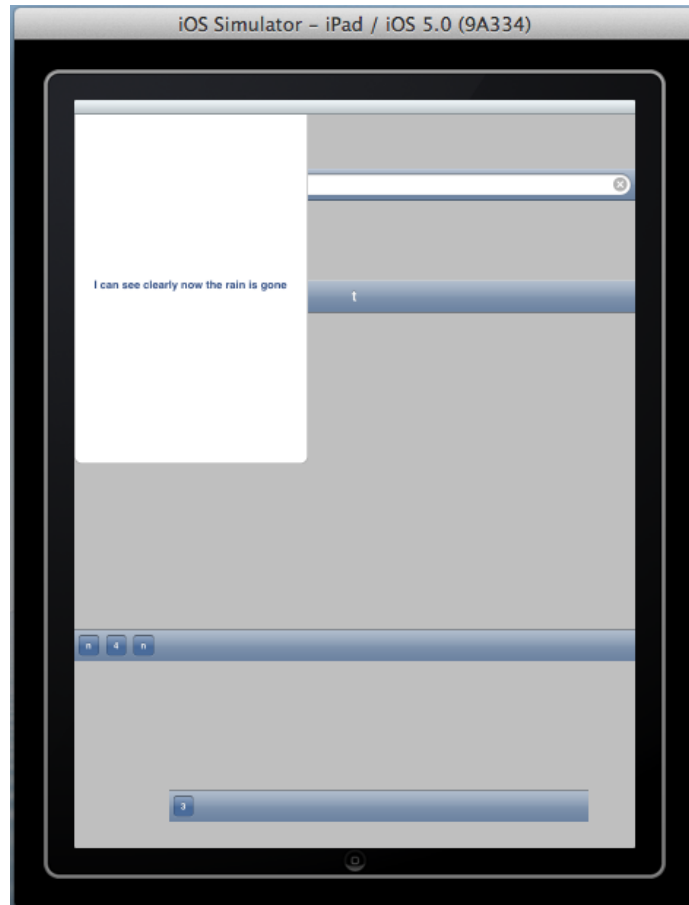 iOS Simulator – iPad / iOS 5.0 (9A334)
I can see clearly now the rain is gone
t
n 4 n
3